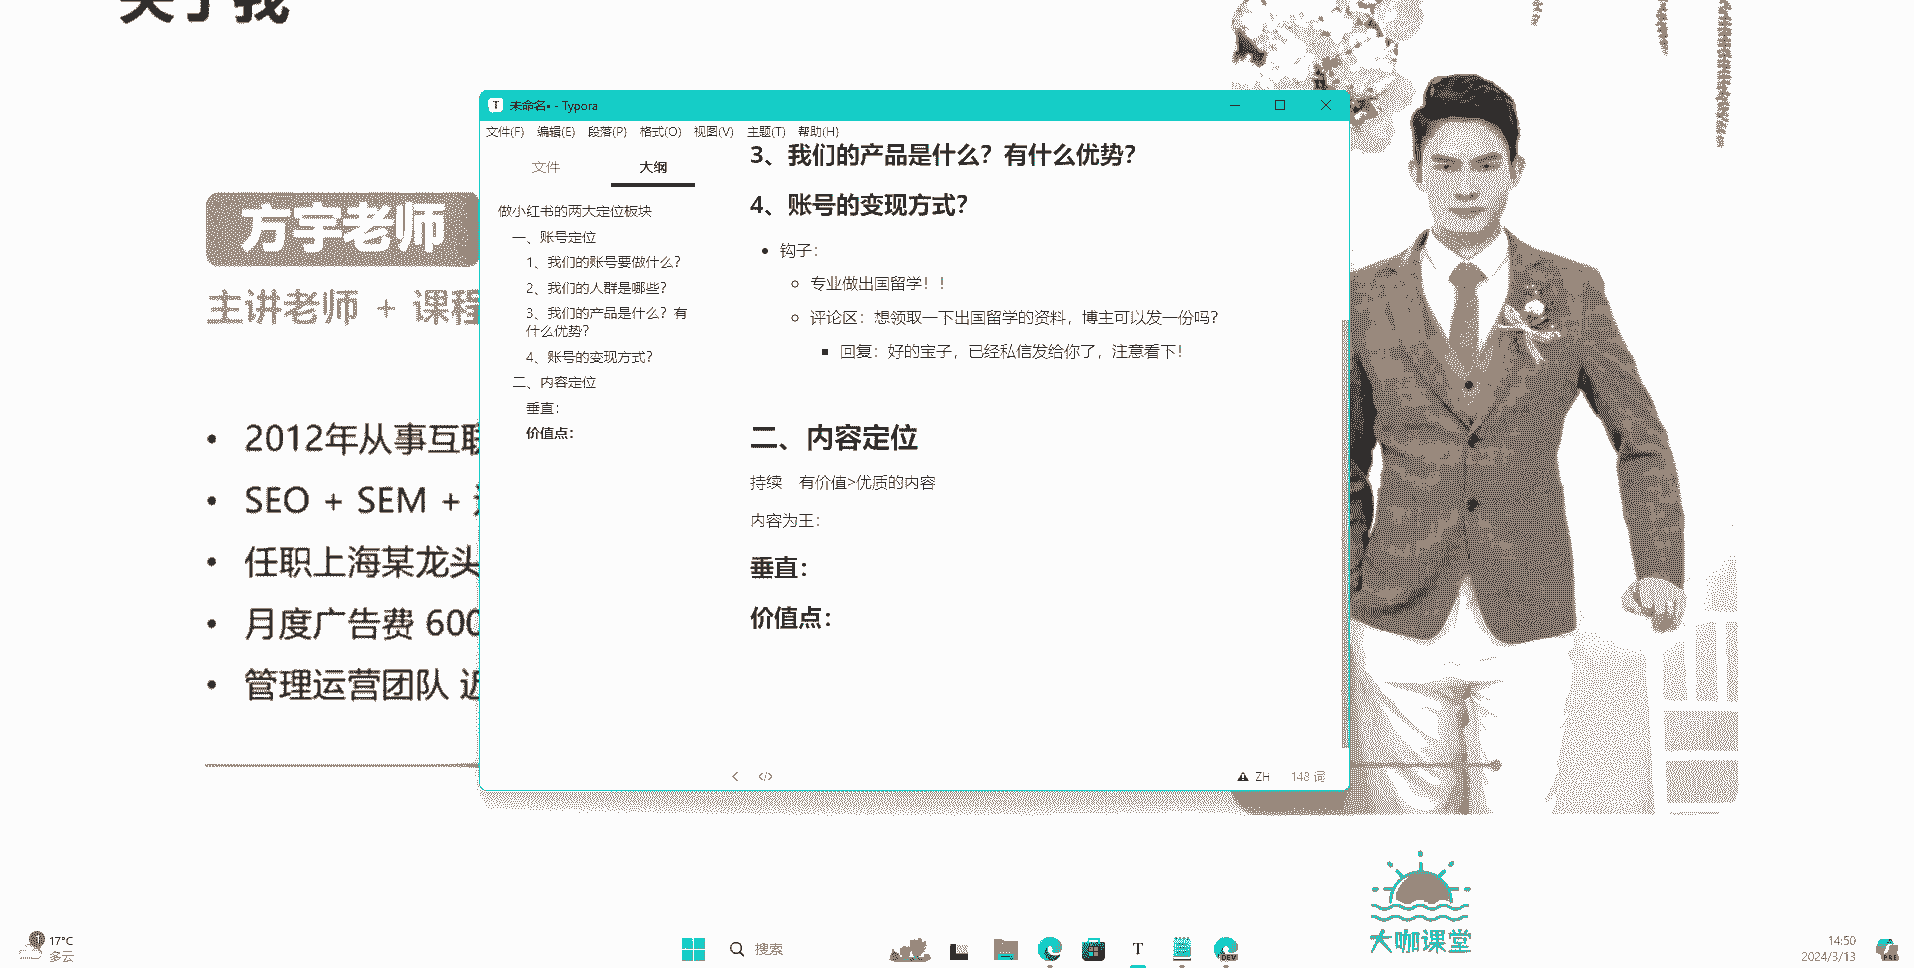 关于我
方宇老师
主讲老师 + 课程
2012年从事互联
SEO + SEM +
任职上海某龙头
月度广告费 600
管理运营团队 近
未命名• - Typora
文件(F) 编辑(E) 段落(P) 格式(O) 视图(V) 主题(T) 帮助(H)
文件 大纲
做小红书的两大定位板块
一、账号定位
1、我们的账号要做什么？
2、我们的人群是哪些？
3、我们的产品是什么？有
什么优势？
4、账号的变现方式？
二、内容定位
垂直：
价值点：
3、我们的产品是什么？有什么优势？
4、账号的变现方式？
钩子：
专业做出国留学！！
评论区：想领取一下出国留学的资料，博主可以发一份吗？
回复：好的宝子，已经私信发给你了，注意看下！
二、内容定位
持续 有价值>优质的内容
内容为王：
垂直：
价值点：
ZH 148 词
大咖课堂
17°C
多云
搜索
DEV
14:50
2024/3/13
PRE